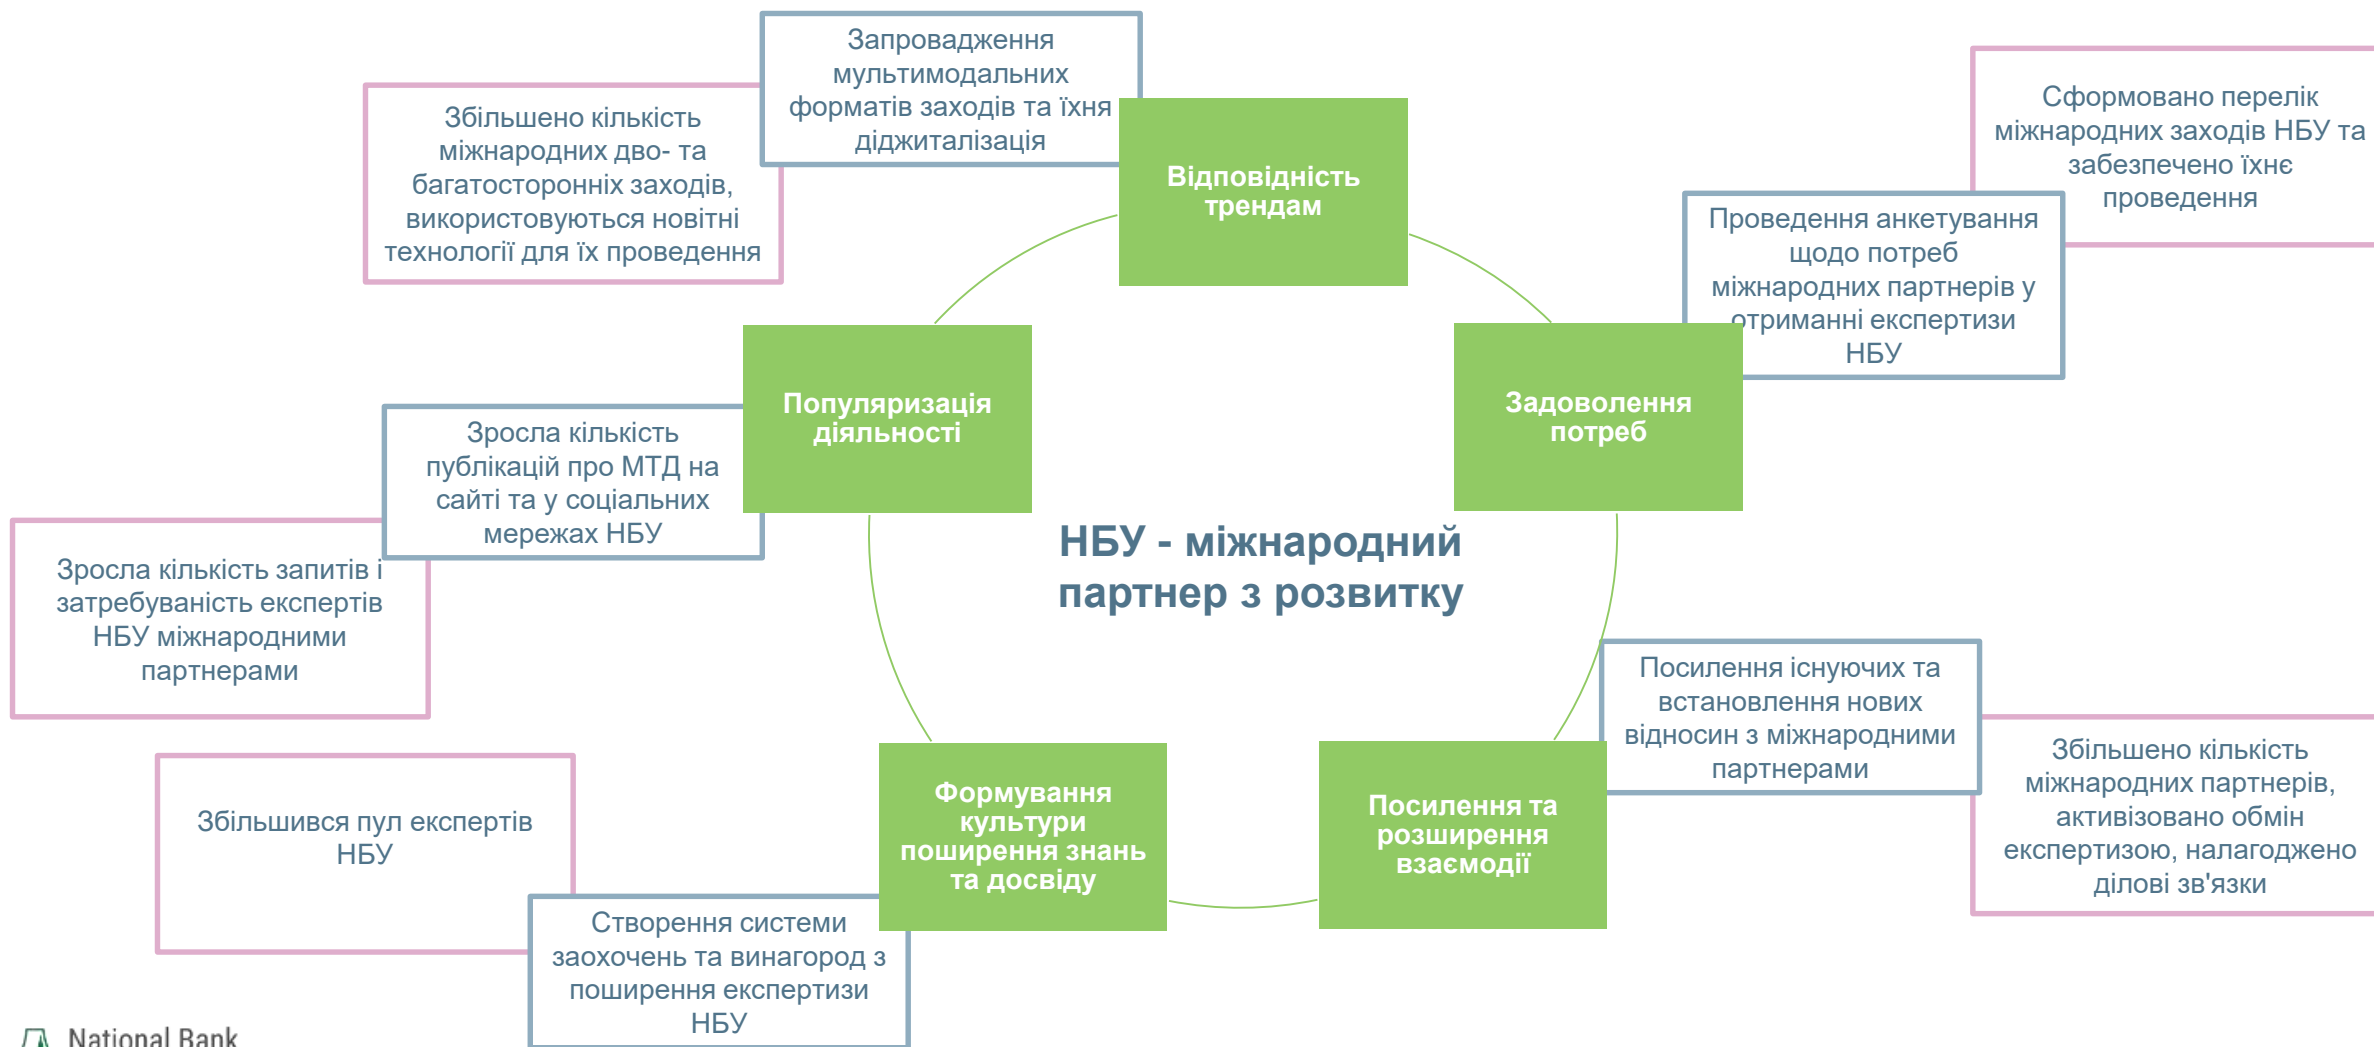 Запровадження
мультимодальних
форматів заходів та їхня
діджиталізація
Збільшено кількість
міжнародних дво- та
багатосторонніх заходів,
використовуються новітні
технології для їх проведення
Відповідність
трендам
Сформовано перелік
міжнародних заходів НБУ та
забезпечено їхнє
проведення
Проведення анкетування
щодо потреб
міжнародних партнерів у
отриманні експертизи
НБУ
Задоволення
потреб
Популяризація
діяльності
Зросла кількість
публікацій про МТД на
сайті та у соціальних
мережах НБУ
Зросла кількість запитів і
затребуваність експертів
НБУ міжнародними
партнерами
НБУ - міжнародний
партнер з розвитку
Посилення існуючих та
встановлення нових
відносин з міжнародними
партнерами
Збільшено кількість
міжнародних партнерів,
активізовано обмін
експертизою, налагоджено
ділові зв'язки
Посилення та
розширення
взаємодії
Формування
культури
поширення знань
та досвіду
Збільшився пул експертів
НБУ
Створення системи
заохочень та винагород з
поширення експертизи
НБУ
National Bank